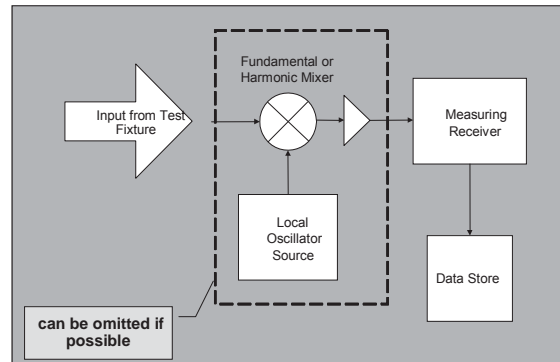 Fundamental or
Harmonic Mixer
Input from Test
Fixture
Measuring
Receiver
Local
Oscillator
Source
Data Store
can be omitted if
possible